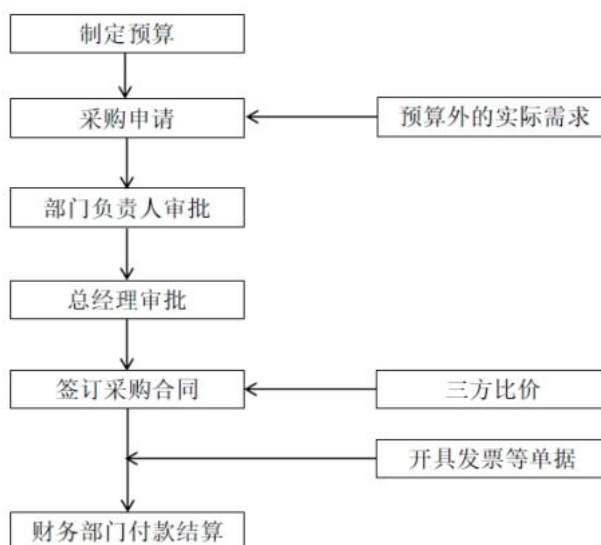 制定预算
采购申请
预算外的实际需求
部门负责人审批
总经理审批
签订采购合同
三方比价
开具发票等单据
财务部门付款结算